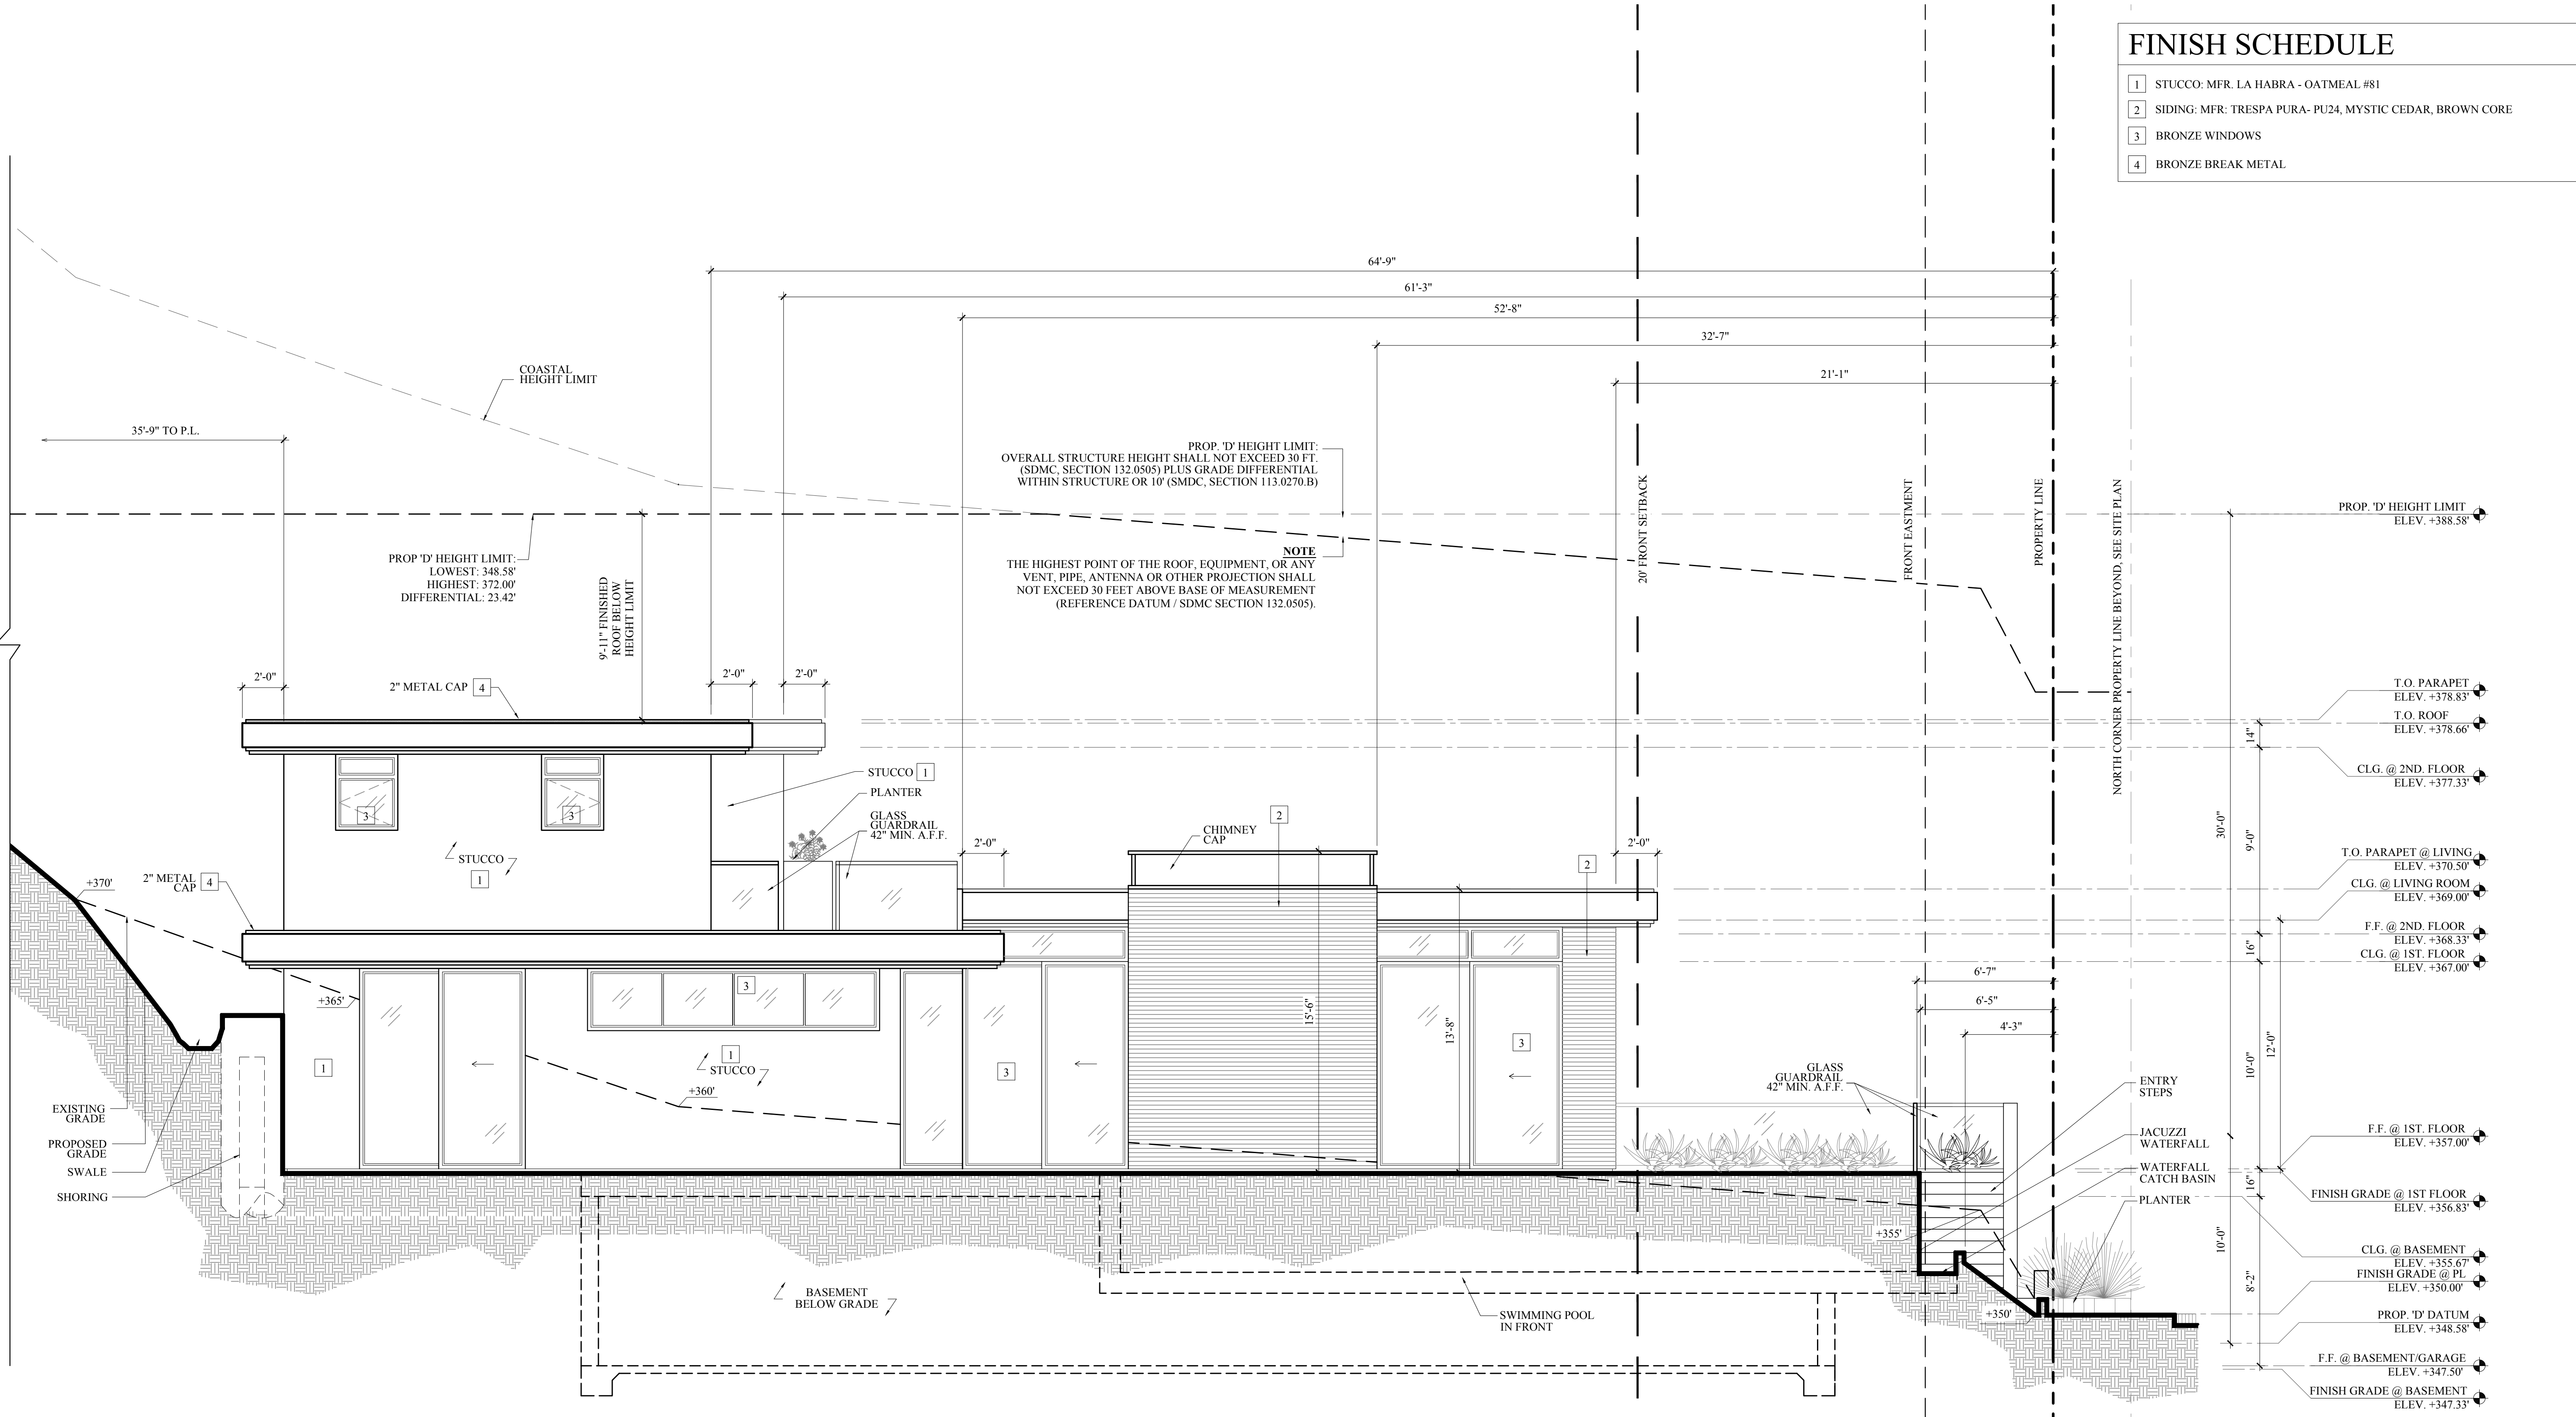 FINISH SCHEDULE
1 STUCCO: MFR. LA HABRA - OATMEAL #81
2 SIDING: MFR: TRESPA PURA- PU24, MYSTIC CEDAR, BROWN CORE
3 BRONZE WINDOWS
4 BRONZE BREAK METAL
64'-9"
61'-3"
52'-8"
32'-7"
21'-1"
COASTAL
HEIGHT LIMIT
35'-9" TO P.L.
PROP. 'D' HEIGHT LIMIT:
OVERALL STRUCTURE HEIGHT SHALL NOT EXCEED 30 FT.
(SDMC, SECTION 132.0505) PLUS GRADE DIFFERENTIAL
WITHIN STRUCTURE OR 10' (SMDC, SECTION 113.0270.B)
NOTE
THE HIGHEST POINT OF THE ROOF, EQUIPMENT, OR ANY
VENT, PIPE, ANTENNA OR OTHER PROJECTION SHALL
NOT EXCEED 30 FEET ABOVE BASE OF MEASUREMENT
(REFERENCE DATUM / SDMC SECTION 132.0505).
PROP 'D' HEIGHT LIMIT:
LOWEST: 348.58'
HIGHEST: 372.00'
DIFFERENTIAL: 23.42'
9'-11" FINISHED
ROOF BELOW
HEIGHT LIMIT
20' FRONT SETBACK
FRONT EASTMENT
PROPERTY LINE
NORTH CORNER PROPERTY LINE BEYOND, SEE SITE PLAN
2'-0"
2" METAL CAP 4
2'-0"
2'-0"
3
3
STUCCO 1
PLANTER
GLASS
GUARDRAIL
42" MIN. A.F.F.
STUCCO
1
2'-0"
CHIMNEY
CAP
2
2
2'-0"
+370'
2" METAL
CAP 4
+365'
1
3
1
STUCCO
+360'
3
15'-6"
13'-8"
3
EXISTING
GRADE
PROPOSED
GRADE
SWALE
SHORING
BASEMENT
BELOW GRADE
SWIMMING POOL
IN FRONT
GLASS
GUARDRAIL
42" MIN. A.F.F.
6'-7"
6'-5"
4'-3"
ENTRY
STEPS
JACUZZI
WATERFALL
WATERFALL
CATCH BASIN
PLANTER
+355'
+350'
14"
9'-0"
30'-0"
16"
10'-0"
12'-0"
16"
10'-0"
8'-2"
PROP. 'D' HEIGHT LIMIT
ELEV. +388.58'
T.O. PARAPET
ELEV. +378.83'
T.O. ROOF
ELEV. +378.66'
CLG. @ 2ND. FLOOR
ELEV. +377.33'
T.O. PARAPET @ LIVING
ELEV. +370.50'
CLG. @ LIVING ROOM
ELEV. +369.00'
F.F. @ 2ND. FLOOR
ELEV. +368.33'
CLG. @ 1ST. FLOOR
ELEV. +367.00'
F.F. @ 1ST. FLOOR
ELEV. +357.00'
FINISH GRADE @ 1ST FLOOR
ELEV. +356.83'
CLG. @ BASEMENT
ELEV. +355.67'
FINISH GRADE @ PL
ELEV. +350.00'
PROP. 'D' DATUM
ELEV. +348.58'
F.F. @ BASEMENT/GARAGE
ELEV. +347.50'
FINISH GRADE @ BASEMENT
ELEV. +347.33'